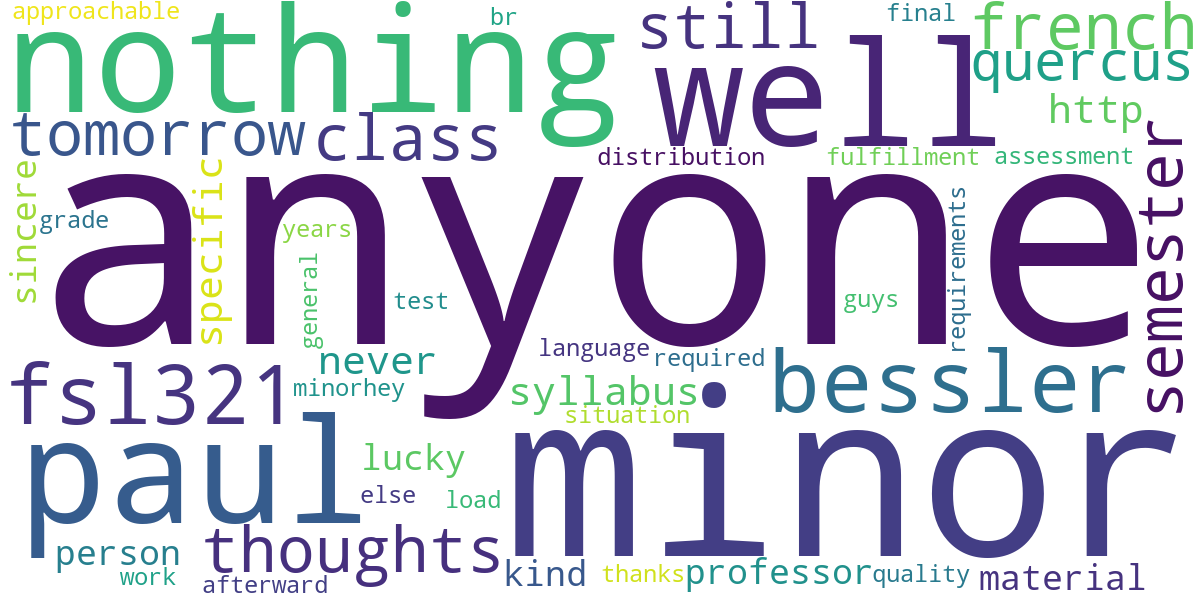 approachable
br
final
nothing
still
well
french
quercus
http
tomorrow
class
distribution
fulfillment
assessment
anyone
sincere
grade
specific
years
general
test
guys
requirements
semester
language
required
never
minorhey
syllabus
situation
bessler
fsl321
paul
lucky
else
load
minor
thoughts
person
work
afterward
kind
thanks
professor
quality
material